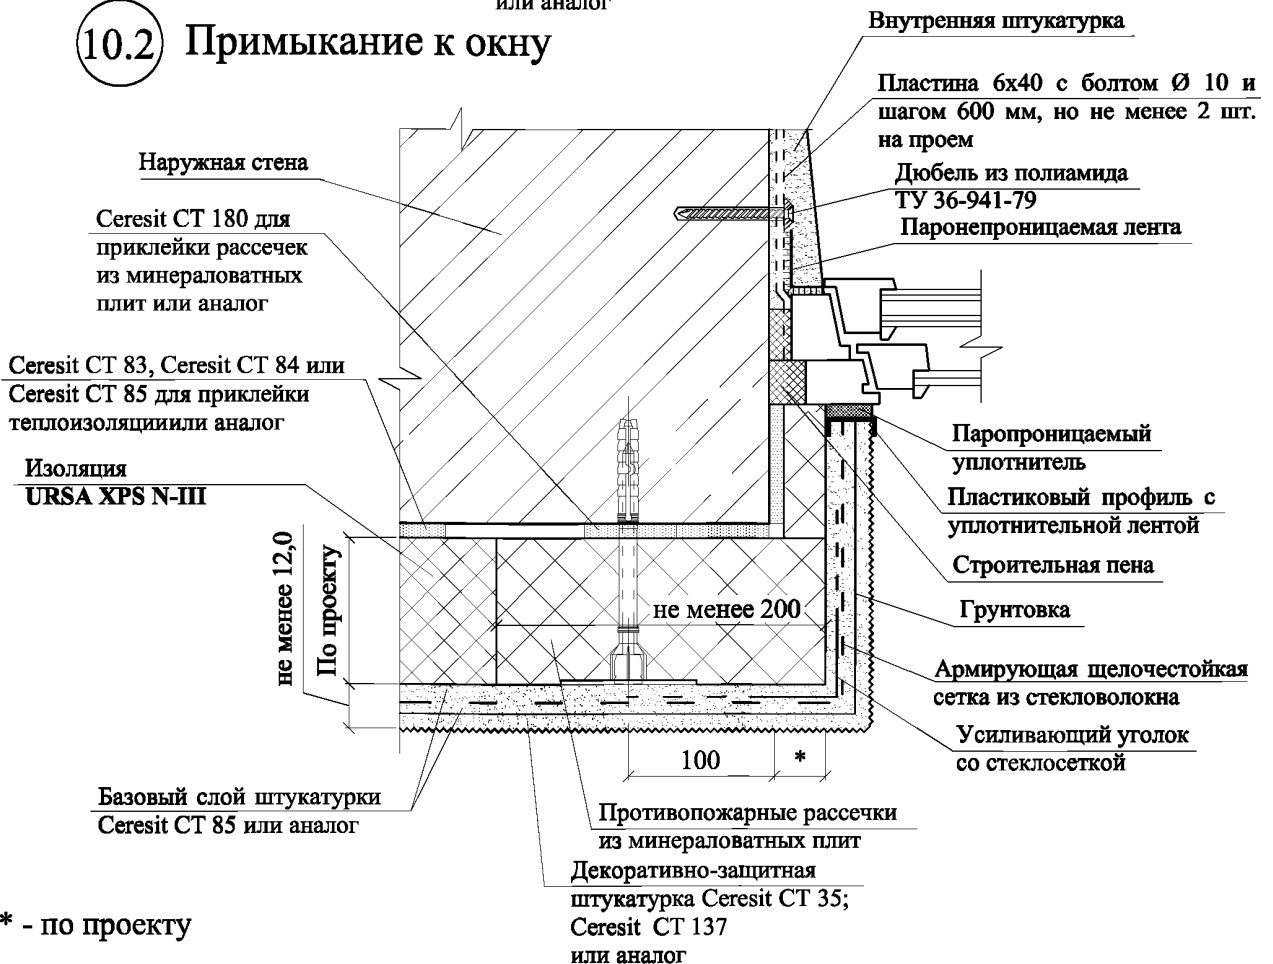 или аналог
10.2 Примыкание к окну
Внутренняя штукатурка
Пластина 6х40 с болтом Ø 10 и
шагом 600 мм, но не менее 2 шт.
на проем
Дюбель из полиамида
ТУ 36-941-79
Паронепроницаемая лента
Наружная стена
Ceresit CT 180 для
приклейки рассечек
из минераловатных
плит или аналог
Ceresit CT 83, Ceresit CT 84 или
Ceresit CT 85 для приклейки
теплоизоляциии­ли аналог
Изоляция
URSA XPS N-III
Паропроницаемый
уплотнитель
Пластиковый профиль с
уплотнительной лентой
Строительная пена
Грунтовка
Армирующая щелочестойкая
сетка из стекловолокна
Усиливающий уголок
со стеклосеткой
не менее 12,0
По проекту
не менее 200
100
*
Базовый слой штукатурки
Ceresit CT 85 или аналог
Противопожарные рассечки
из минераловатных плит
Декоративно-защитная
штукатурка Ceresit CT 35;
Ceresit CT 137
или аналог
* - по проекту